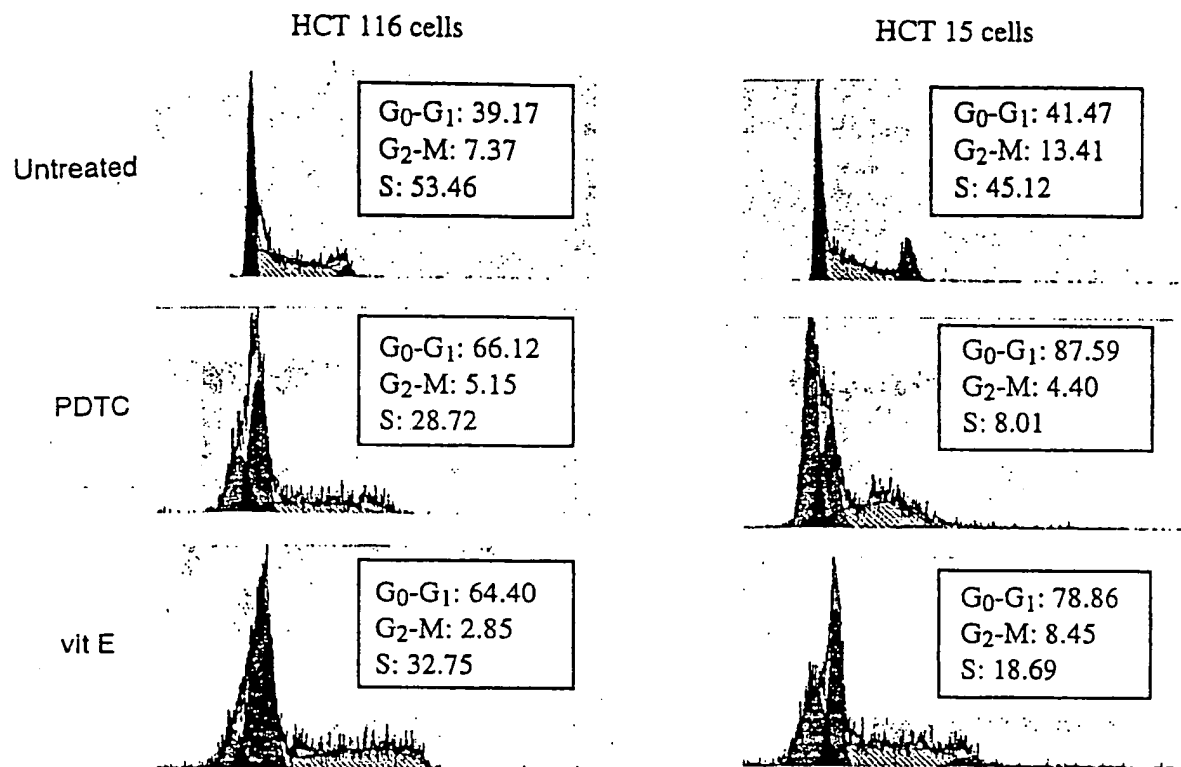 HCT 116 cells
HCT 15 cells
Untreated
G₀-G₁: 39.17
G₂-M: 7.37
S: 53.46
G₀-G₁: 41.47
G₂-M: 13.41
S: 45.12
PDTC
G₀-G₁: 66.12
G₂-M: 5.15
S: 28.72
G₀-G₁: 87.59
G₂-M: 4.40
S: 8.01
vit E
G₀-G₁: 64.40
G₂-M: 2.85
S: 32.75
G₀-G₁: 78.86
G₂-M: 8.45
S: 18.69